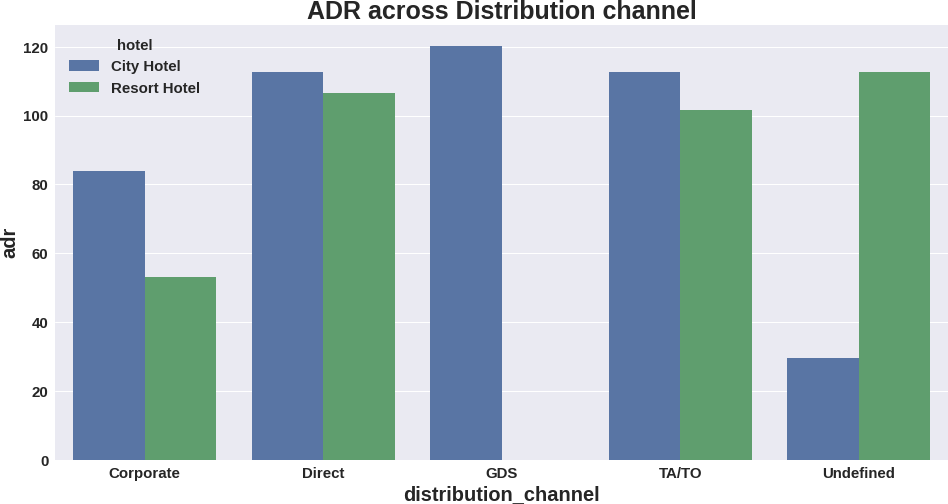 ADR across Distribution channel
hotel
City Hotel
Resort Hotel
120
100
80
60
40
20
0
adr
Corporate Direct GDS TA/TO Undefined
distribution_channel